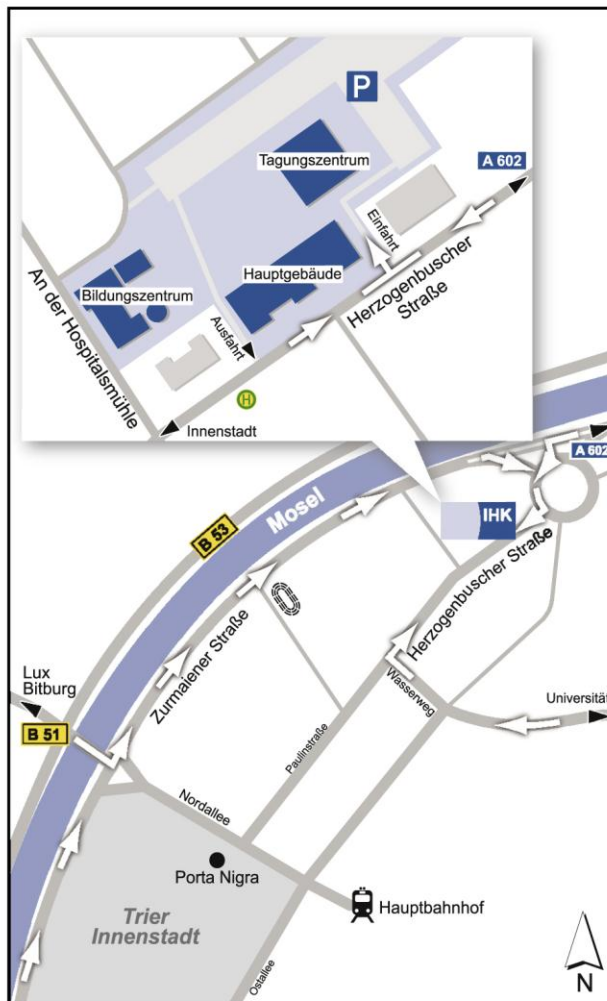 P
Tagungszentrum
A 602
Einfahrt
Hauptgebäude
Herzogenbuscher
Straße
Bildungszentrum
An der Hospitalsmühle
Ausfahrt
H
Innenstadt
A 602
Mosel
IHK
B 53
Herzogenbuscher Straße
Zurmaiener Straße
Lux
Bitburg
Wasserweg
Universität
B 51
Paulinstraße
Nordallee
Porta Nigra
Hauptbahnhof
Trier
Innenstadt
Ostallee
N